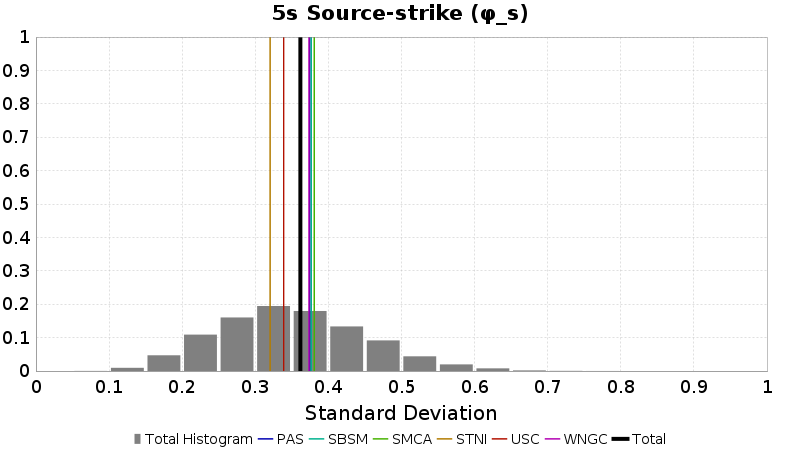 5s Source-strike (φ_s)
1
0.9
0.8
0.7
0.6
0.5
0.4
0.3
0.2
0.1
0
0 0.1 0.2 0.3 0.4 0.5 0.6 0.7 0.8 0.9 1
Standard Deviation
Total Histogram PAS SBSM SMCA STNI USC WNGC Total